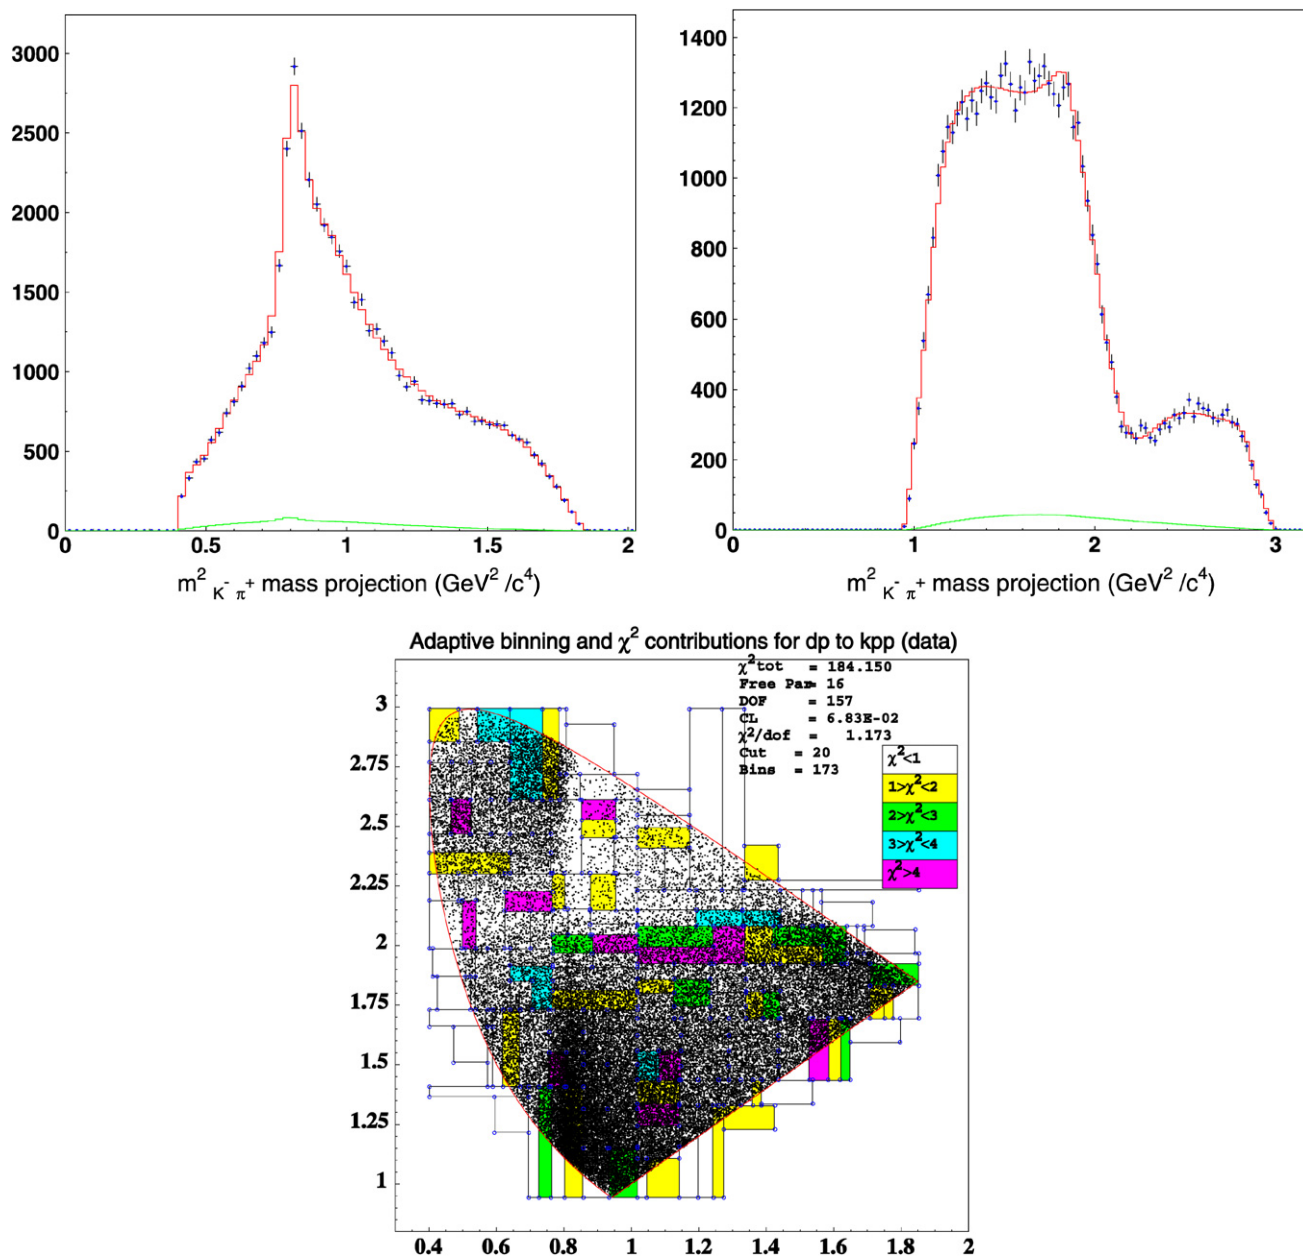 3000
2500
2000
1500
1000
500
0
0 0.5 1 1.5 2
m² K⁻ π⁺ mass projection (GeV² /c⁴)
1400
1200
1000
800
600
400
200
0
0 1 2 3
m² K⁻ π⁺ mass projection (GeV² /c⁴)
Adaptive binning and χ² contributions for dp to kpp (data)
χ²tot = 184.150
Free Par= 16
DOF = 157
CL = 6.83E-02
χ²/dof = 1.173
Cut = 20
Bins = 173
χ²<1
1>χ²<2
2>χ²<3
3>χ²<4
χ²>4
3
2.75
2.5
2.25
2
1.75
1.5
1.25
1
0.4 0.6 0.8 1 1.2 1.4 1.6 1.8 2